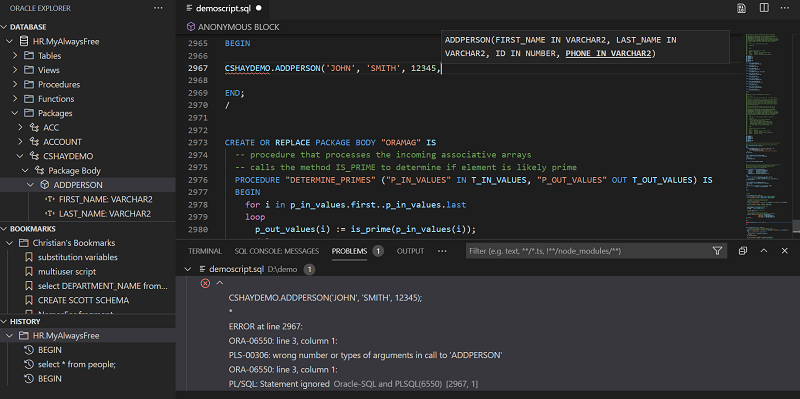 ORACLE EXPLORER
DATABASE
HR.MyAlwaysFree
Tables
Views
Procedures
Functions
Packages
ACC
ACCOUNT
CSHAYDEMO
Package Body
ADDPERSON
FIRST_NAME: VARCHAR2
LAST_NAME: VARCHAR2
BOOKMARKS
Christian's Bookmarks
substitution variables
multiuser script
select DEPARTMENT_NAME from...
CREATE SCOTT SCHEMA
HISTORY
HR.MyAlwaysFree
BEGIN
select * from people;
BEGIN
demoscript.sql
ANONYMOUS BLOCK
2965 BEGIN
2966
2967 CSHAYDEMO.ADDPERSON('JOHN', 'SMITH', 12345,
2968
2969 END;
2970 /
2971
2972
2973 CREATE OR REPLACE PACKAGE BODY "ORAMAG" IS
2974 -- procedure that processes the incoming associative arrays
2975 -- calls the method IS_PRIME to determine if element is likely prime
2976 PROCEDURE "DETERMINE_PRIMES" ("P_IN_VALUES" IN T_IN_VALUES, "P_OUT_VALUES" OUT T_OUT_VALUES) IS
2977 BEGIN
2978 for i in p_in_values.first..p_in_values.last
2979 loop
2980 p_out_values(i) := is_prime(p_in_values(i));
ADDPERSON(FIRST_NAME IN VARCHAR2, LAST_NAME IN
VARCHAR2, ID IN NUMBER, PHONE IN VARCHAR2)
TERMINAL SQL CONSOLE: MESSAGES PROBLEMS 1 OUTPUT ... Filter (e.g. text, **/*.ts, !**/node_modules/**)
demoscript.sql D:\demo 1
CSHAYDEMO.ADDPERSON('JOHN', 'SMITH', 12345);
*
ERROR at line 2967:
ORA-06550: line 3, column 1:
PLS-00306: wrong number or types of arguments in call to 'ADDPERSON'
ORA-06550: line 3, column 1:
PL/SQL: Statement ignored Oracle-SQL and PLSQL(6550) [2967, 1]